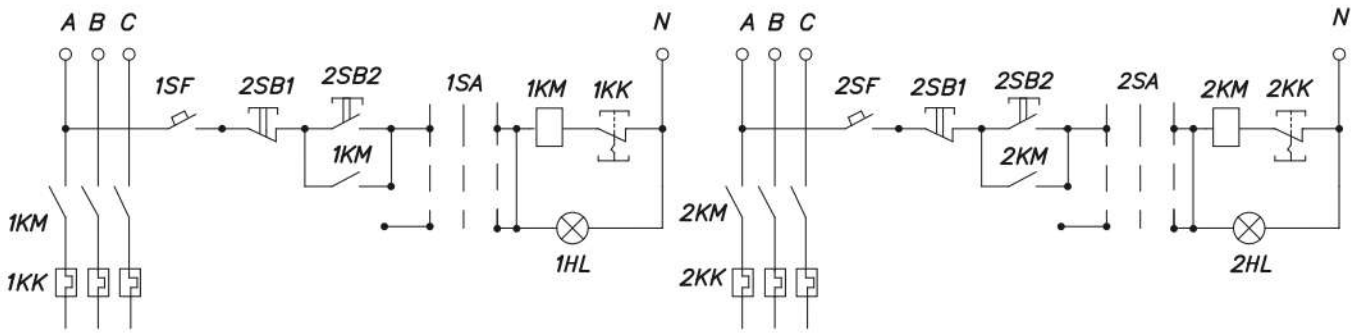 A B C N A B C N
1SF 2SB1 2SB2 1SA 1KM 1KK 2SF 2SB1 2SB2 2SA 2KM 2KK
1KM 2KM
1KM 2KM
1KK 1HL 2KK 2HL